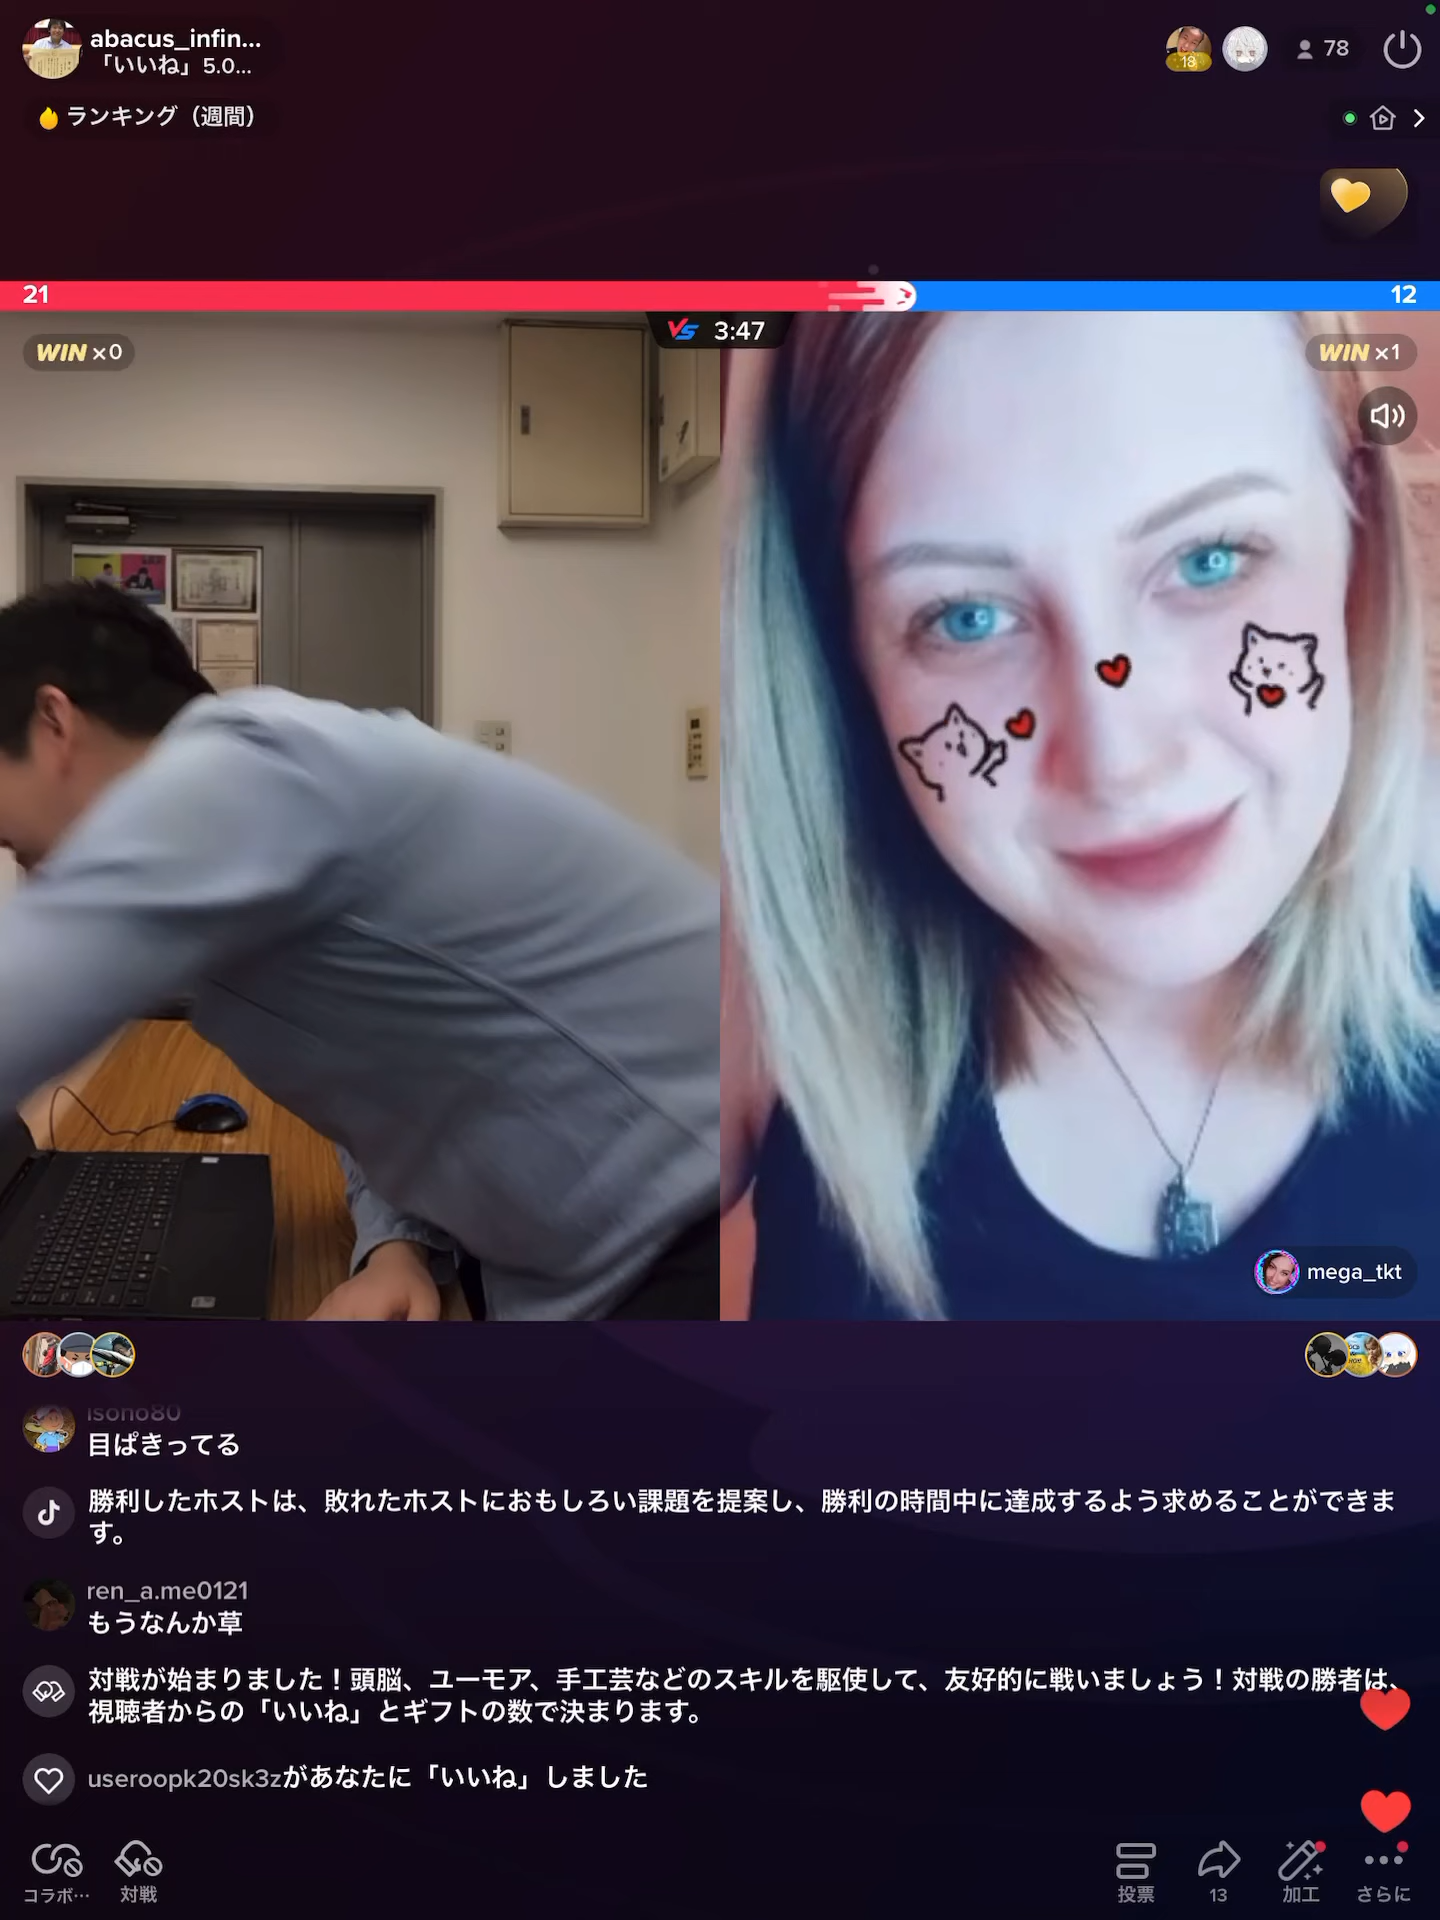 abacus_infin...
「いいね」5.0...
18
78
ランキング（週間）
21
12
VS 3:47
WIN ×0
WIN ×1
mega_tkt
isono80
目ぱきってる
勝利したホストは、敗れたホストにおもしろい課題を提案し、勝利の時間中に達成するよう求めることができま
す。
ren_a.me0121
もうなんか草
対戦が始まりました！頭脳、ユーモア、手工芸などのスキルを駆使して、友好的に戦いましょう！対戦の勝者は、
視聴者からの「いいね」とギフトの数で決まります。
useroopk20sk3zがあなたに「いいね」しました
コラボ…
対戦
投票
13
加工
さらに